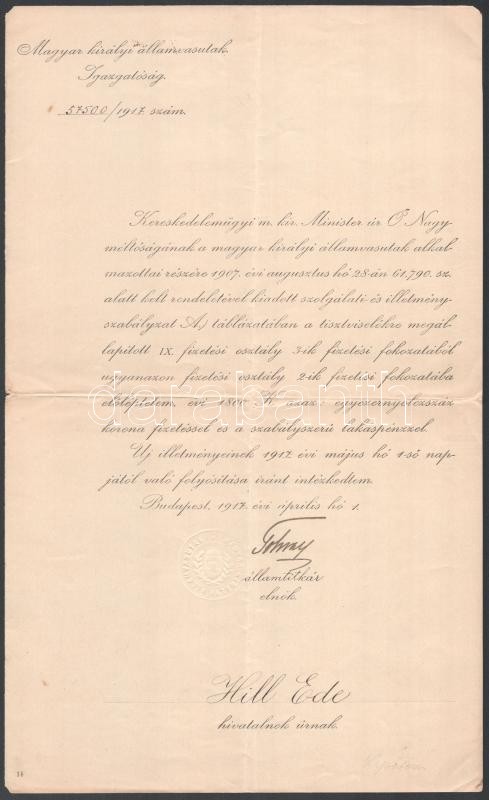 Magyar királyi államvasutak.
Igazgatóság.
57500/1917. szám.
Kereskedelemügyi m. kir. Minister úr Ő Nagy-
méltóságának a magyar királyi államvasutak alkal-
mazottai részére 1907. évi augusztus hó 28-án 61,790. sz.
alatt kelt rendeletével kiadott szolgálati és illetmény-
szabályzat A.) táblázatában a tisztviselőkre megál-
lapított IX. fizetési osztály 3-ik fizetési fokozatából
ugyanazon fizetési osztály 2-ik fizetési fokozatába
előléptetem, évi 1800 K azaz egyezernyolczszáz
korona fizetéssel és a szabályszerű lakáspénzzel.
Új illetményeinek 1917. évi május hó 1-ső nap-
jától való folyósítása iránt intézkedtem.
Budapest, 1917. évi április hó 1.
államtitkár
elnök.
Hill Ede
hivatalnok úrnak.
14